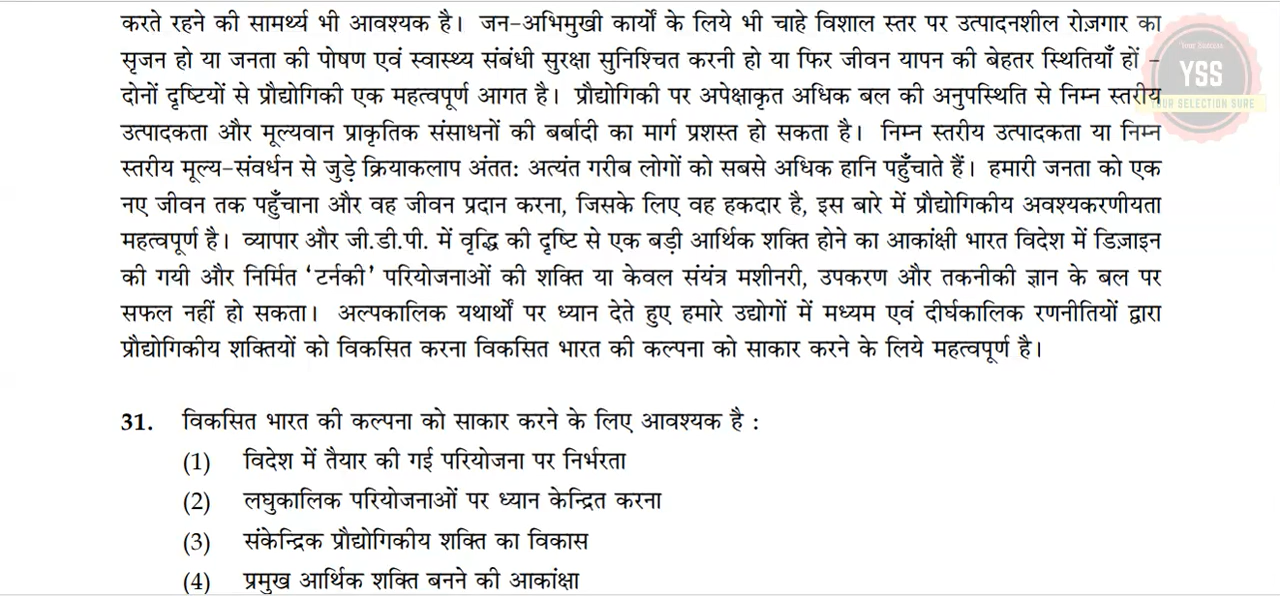 करते रहने की सामर्थ्य भी आवश्यक है। जन-अभिमुखी कार्यों के लिये भी चाहे विशाल स्तर पर उत्पादनशील रोज़गार का
सृजन हो या जनता की पोषण एवं स्वास्थ्य संबंधी सुरक्षा सुनिश्चित करनी हो या फिर जीवन यापन की बेहतर स्थितियाँ हों -
दोनों दृष्टियों से प्रौद्योगिकी एक महत्वपूर्ण आगत है। प्रौद्योगिकी पर अपेक्षाकृत अधिक बल की अनुपस्थिति से निम्न स्तरीय
उत्पादकता और मूल्यवान प्राकृतिक संसाधनों की बर्बादी का मार्ग प्रशस्त हो सकता है। निम्न स्तरीय उत्पादकता या निम्न
स्तरीय मूल्य-संवर्धन से जुड़े क्रियाकलाप अंततः अत्यंत गरीब लोगों को सबसे अधिक हानि पहुँचाते हैं। हमारी जनता को एक
नए जीवन तक पहुँचाना और वह जीवन प्रदान करना, जिसके लिए वह हकदार है, इस बारे में प्रौद्योगिकीय अवश्यकरणीयता
महत्वपूर्ण है। व्यापार और जी.डी.पी. में वृद्धि की दृष्टि से एक बड़ी आर्थिक शक्ति होने का आकांक्षी भारत विदेश में डिज़ाइन
की गयी और निर्मित ‘टर्नकी’ परियोजनाओं की शक्ति या केवल संयंत्र मशीनरी, उपकरण और तकनीकी ज्ञान के बल पर
सफल नहीं हो सकता। अल्पकालिक यथार्थों पर ध्यान देते हुए हमारे उद्योगों में मध्यम एवं दीर्घकालिक रणनीतियों द्वारा
प्रौद्योगिकीय शक्तियों को विकसित करना विकसित भारत की कल्पना को साकार करने के लिये महत्वपूर्ण है।
31. विकसित भारत की कल्पना को साकार करने के लिए आवश्यक है :
(1) विदेश में तैयार की गई परियोजना पर निर्भरता
(2) लघुकालिक परियोजनाओं पर ध्यान केन्द्रित करना
(3) संकेन्द्रिक प्रौद्योगिकीय शक्ति का विकास
(4) प्रमुख आर्थिक शक्ति बनने की आकांक्षा
Your Success
YSS
YOUR SELECTION SURE